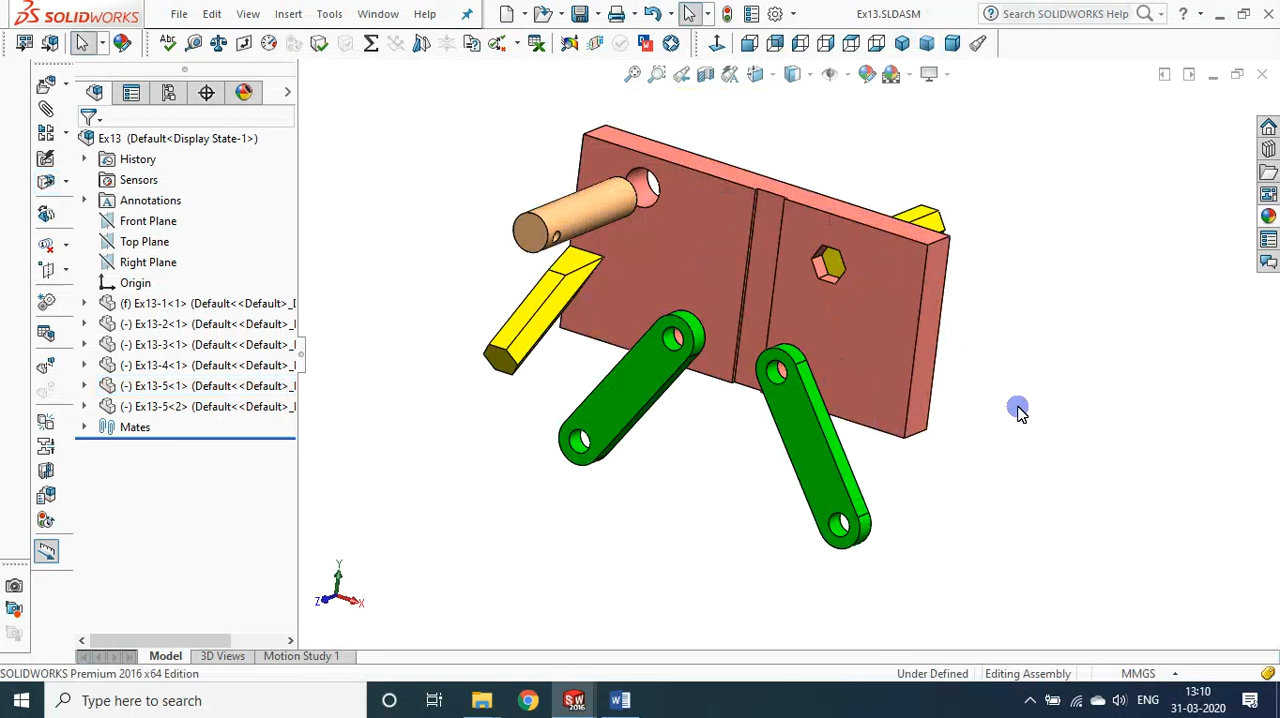 SOLIDWORKS File Edit View Insert Tools Window Help Ex13.SLDASM Search SOLIDWORKS Help
Ex13 (Default<Display State-1>)
History
Sensors
Annotations
Front Plane
Top Plane
Right Plane
Origin
(f) Ex13-1<1> (Default<<Default>_
(-) Ex13-2<1> (Default<<Default>_
(-) Ex13-3<1> (Default<<Default>_
(-) Ex13-4<1> (Default<<Default>_
(-) Ex13-5<1> (Default<<Default>_
(-) Ex13-5<2> (Default<<Default>_
Mates
Y
Z X
Model 3D Views Motion Study 1
SOLIDWORKS Premium 2016 x64 Edition Under Defined Editing Assembly MMGS
Type here to search SW 2016 ENG 13:10
31-03-2020